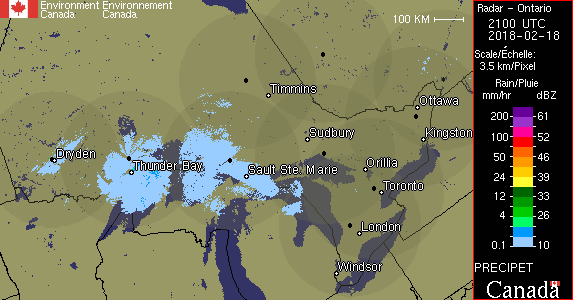 Environment Environnement
Canada Canada
100 KM
Timmins
Ottawa
Sudbury
Kingston
Dryden
Thunder Bay
Sault Ste. Marie
Orillia
Toronto
London
Windsor
Radar - Ontario
2100 UTC
2018-02-18
Scale/Échelle:
3.5 km/Pixel
Rain/Pluie
mm/hr dBZ
200 61
100 52
50 46
24 39
12 33
4 26
0.1 10
PRECIPET
Canada